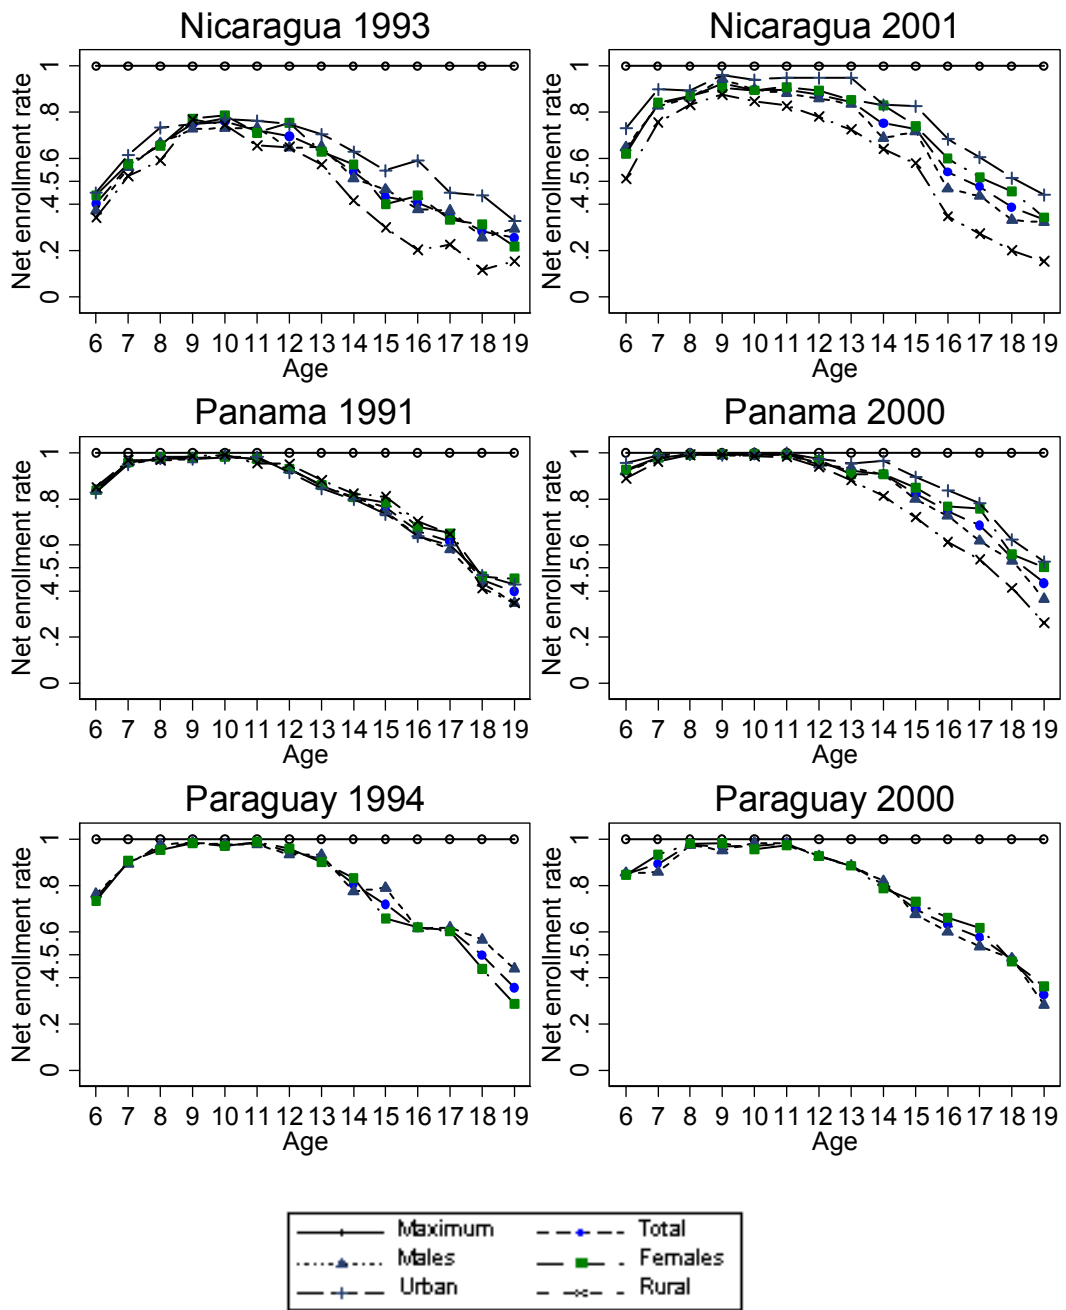 Nicaragua 1993
Net enrollment rate
1
.8
.6
.5
.4
.2
0
6 7 8 9 10 11 12 13 14 15 16 17 18 19
Age
Nicaragua 2001
Net enrollment rate
1
.8
.6
.5
.4
.2
0
6 7 8 9 10 11 12 13 14 15 16 17 18 19
Age
Panama 1991
Net enrollment rate
1
.8
.6
.5
.4
.2
0
6 7 8 9 10 11 12 13 14 15 16 17 18 19
Age
Panama 2000
Net enrollment rate
1
.8
.6
.5
.4
.2
0
6 7 8 9 10 11 12 13 14 15 16 17 18 19
Age
Paraguay 1994
Net enrollment rate
1
.8
.6
.5
.4
.2
0
6 7 8 9 10 11 12 13 14 15 16 17 18 19
Age
Paraguay 2000
Net enrollment rate
1
.8
.6
.5
.4
.2
0
6 7 8 9 10 11 12 13 14 15 16 17 18 19
Age
Maximum Total
Males Females
Urban Rural